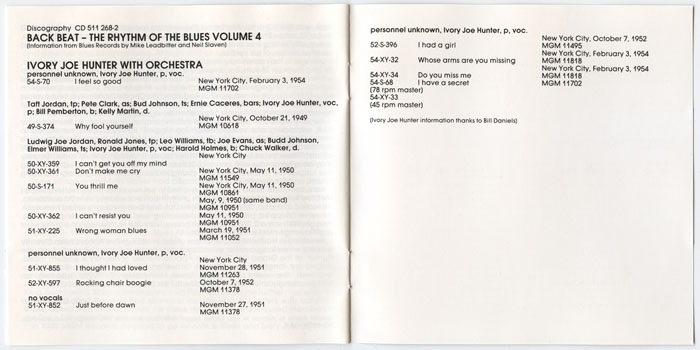 Discography CD 511 268-2
BACK BEAT – THE RHYTHM OF THE BLUES VOLUME 4
(Information from Blues Records by Mike Leadbitter and Neil Slaven)
IVORY JOE HUNTER WITH ORCHESTRA
personnel unknown, Ivory Joe Hunter, p, voc.
54-S-70 I feel so good New York City, February 3, 1954
MGM 11702
Taft Jordan, tp; Pete Clark, as; Bud Johnson, ts; Ernie Caceres, bars; Ivory Joe Hunter, voc,
p; Bill Pemberton, b; Kelly Martin, d.
New York City, October 21, 1949
49-S-374 Why fool yourself MGM 10618
Ludwig Joe Jordan, Ronald Jones, tp; Leo Williams, tb; Joe Evans, as; Budd Johnson,
Elmer Williams, ts; Ivory Joe Hunter, p, voc; Harold Holmes, b; Chuck Walker, d.
New York City
50-XY-359 I can't get you off my mind
50-XY-361 Don't make me cry New York City, May 11, 1950
MGM 11549
50-S-171 You thrill me New York City, May 11, 1950
MGM 10861
May, 9, 1950 (same band)
MGM 10951
50-XY-362 I can't resist you May 11, 1950
MGM 10951
51-XY-225 Wrong woman blues March 19, 1951
MGM 11052
personnel unknown, Ivory Joe Hunter, p, voc.
New York City
51-XY-855 I thought I had loved November 28, 1951
MGM 11263
52-XY-597 Rocking chair boogie October 7, 1952
MGM 11378
no vocals
51-XY-852 Just before dawn November 27, 1951
MGM 11378
personnel unknown, Ivory Joe Hunter, p, voc.
New York City, October 7, 1952
52-S-396 I had a girl MGM 11495
New York City, February 3, 1954
54-XY-32 Whose arms are you missing MGM 11818
New York City, February 3, 1954
54-XY-34 Do you miss me MGM 11818
54-S-68 I have a secret MGM 11702
(78 rpm master)
54-XY-33
(45 rpm master)
(Ivory Joe Hunter information thanks to Bill Daniels)